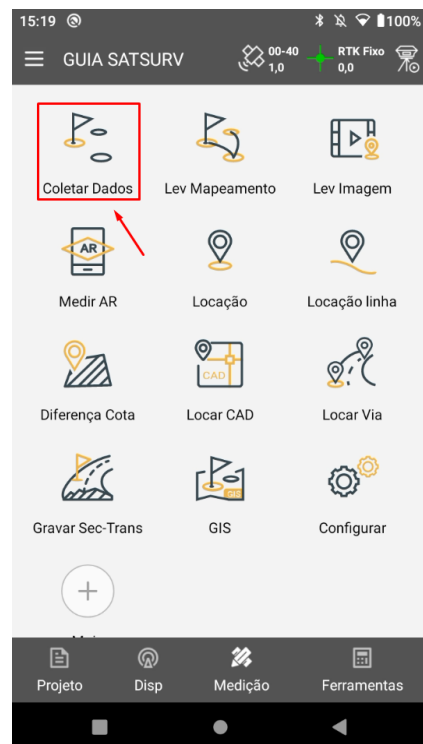 15:19 100%
GUIA SATSURV 00-40 1,0 RTK Fixo 0,0
Coletar Dados Lev Mapeamento Lev Imagem
AR
Medir AR Locação Locação linha
CAD
Diferença Cota Locar CAD Locar Via
GIS
Gravar Sec-Trans GIS Configurar
Projeto Disp Medição Ferramentas